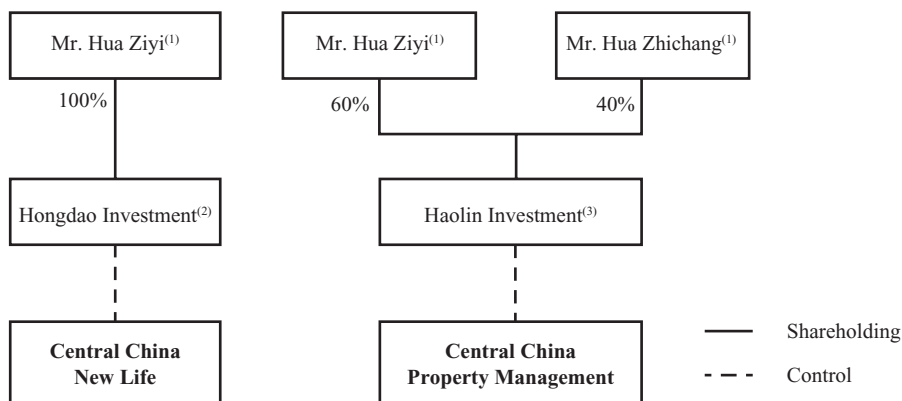 Mr. Hua Ziyi(1)
Mr. Hua Ziyi(1)
Mr. Hua Zhichang(1)
100%
60%
40%
Hongdao Investment(2)
Haolin Investment(3)
Central China
New Life
Central China
Property Management
Shareholding
Control